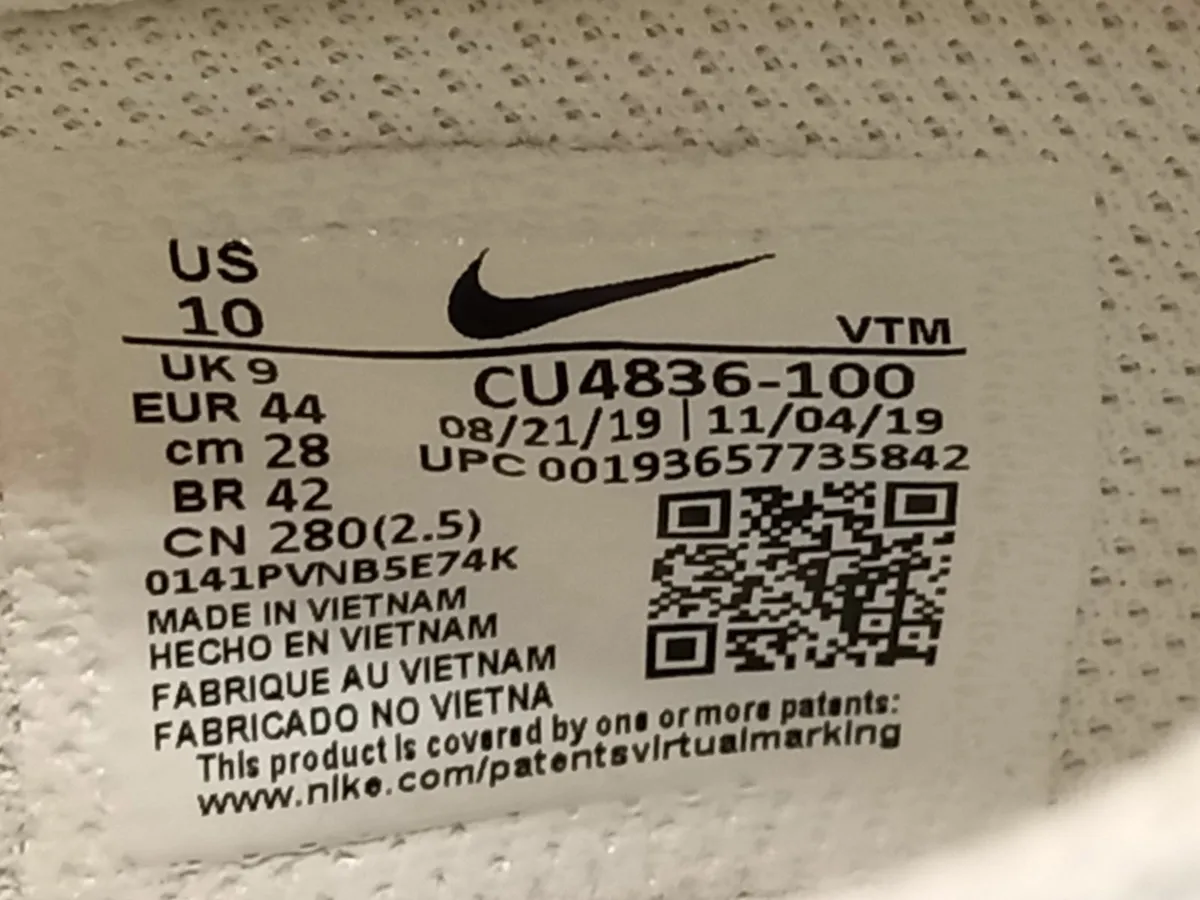 US
10
VTM
UK 9
EUR 44
cm 28
BR 42
CN 280(2.5)
CU4836-100
08/21/19 | 11/04/19
UPC 00193657735842
0141PVNB5E74K
MADE IN VIETNAM
HECHO EN VIETNAM
FABRIQUE AU VIETNAM
FABRICADO NO VIETNA
This product is covered by one or more patents:
www.nike.com/patentsvirtualmarking